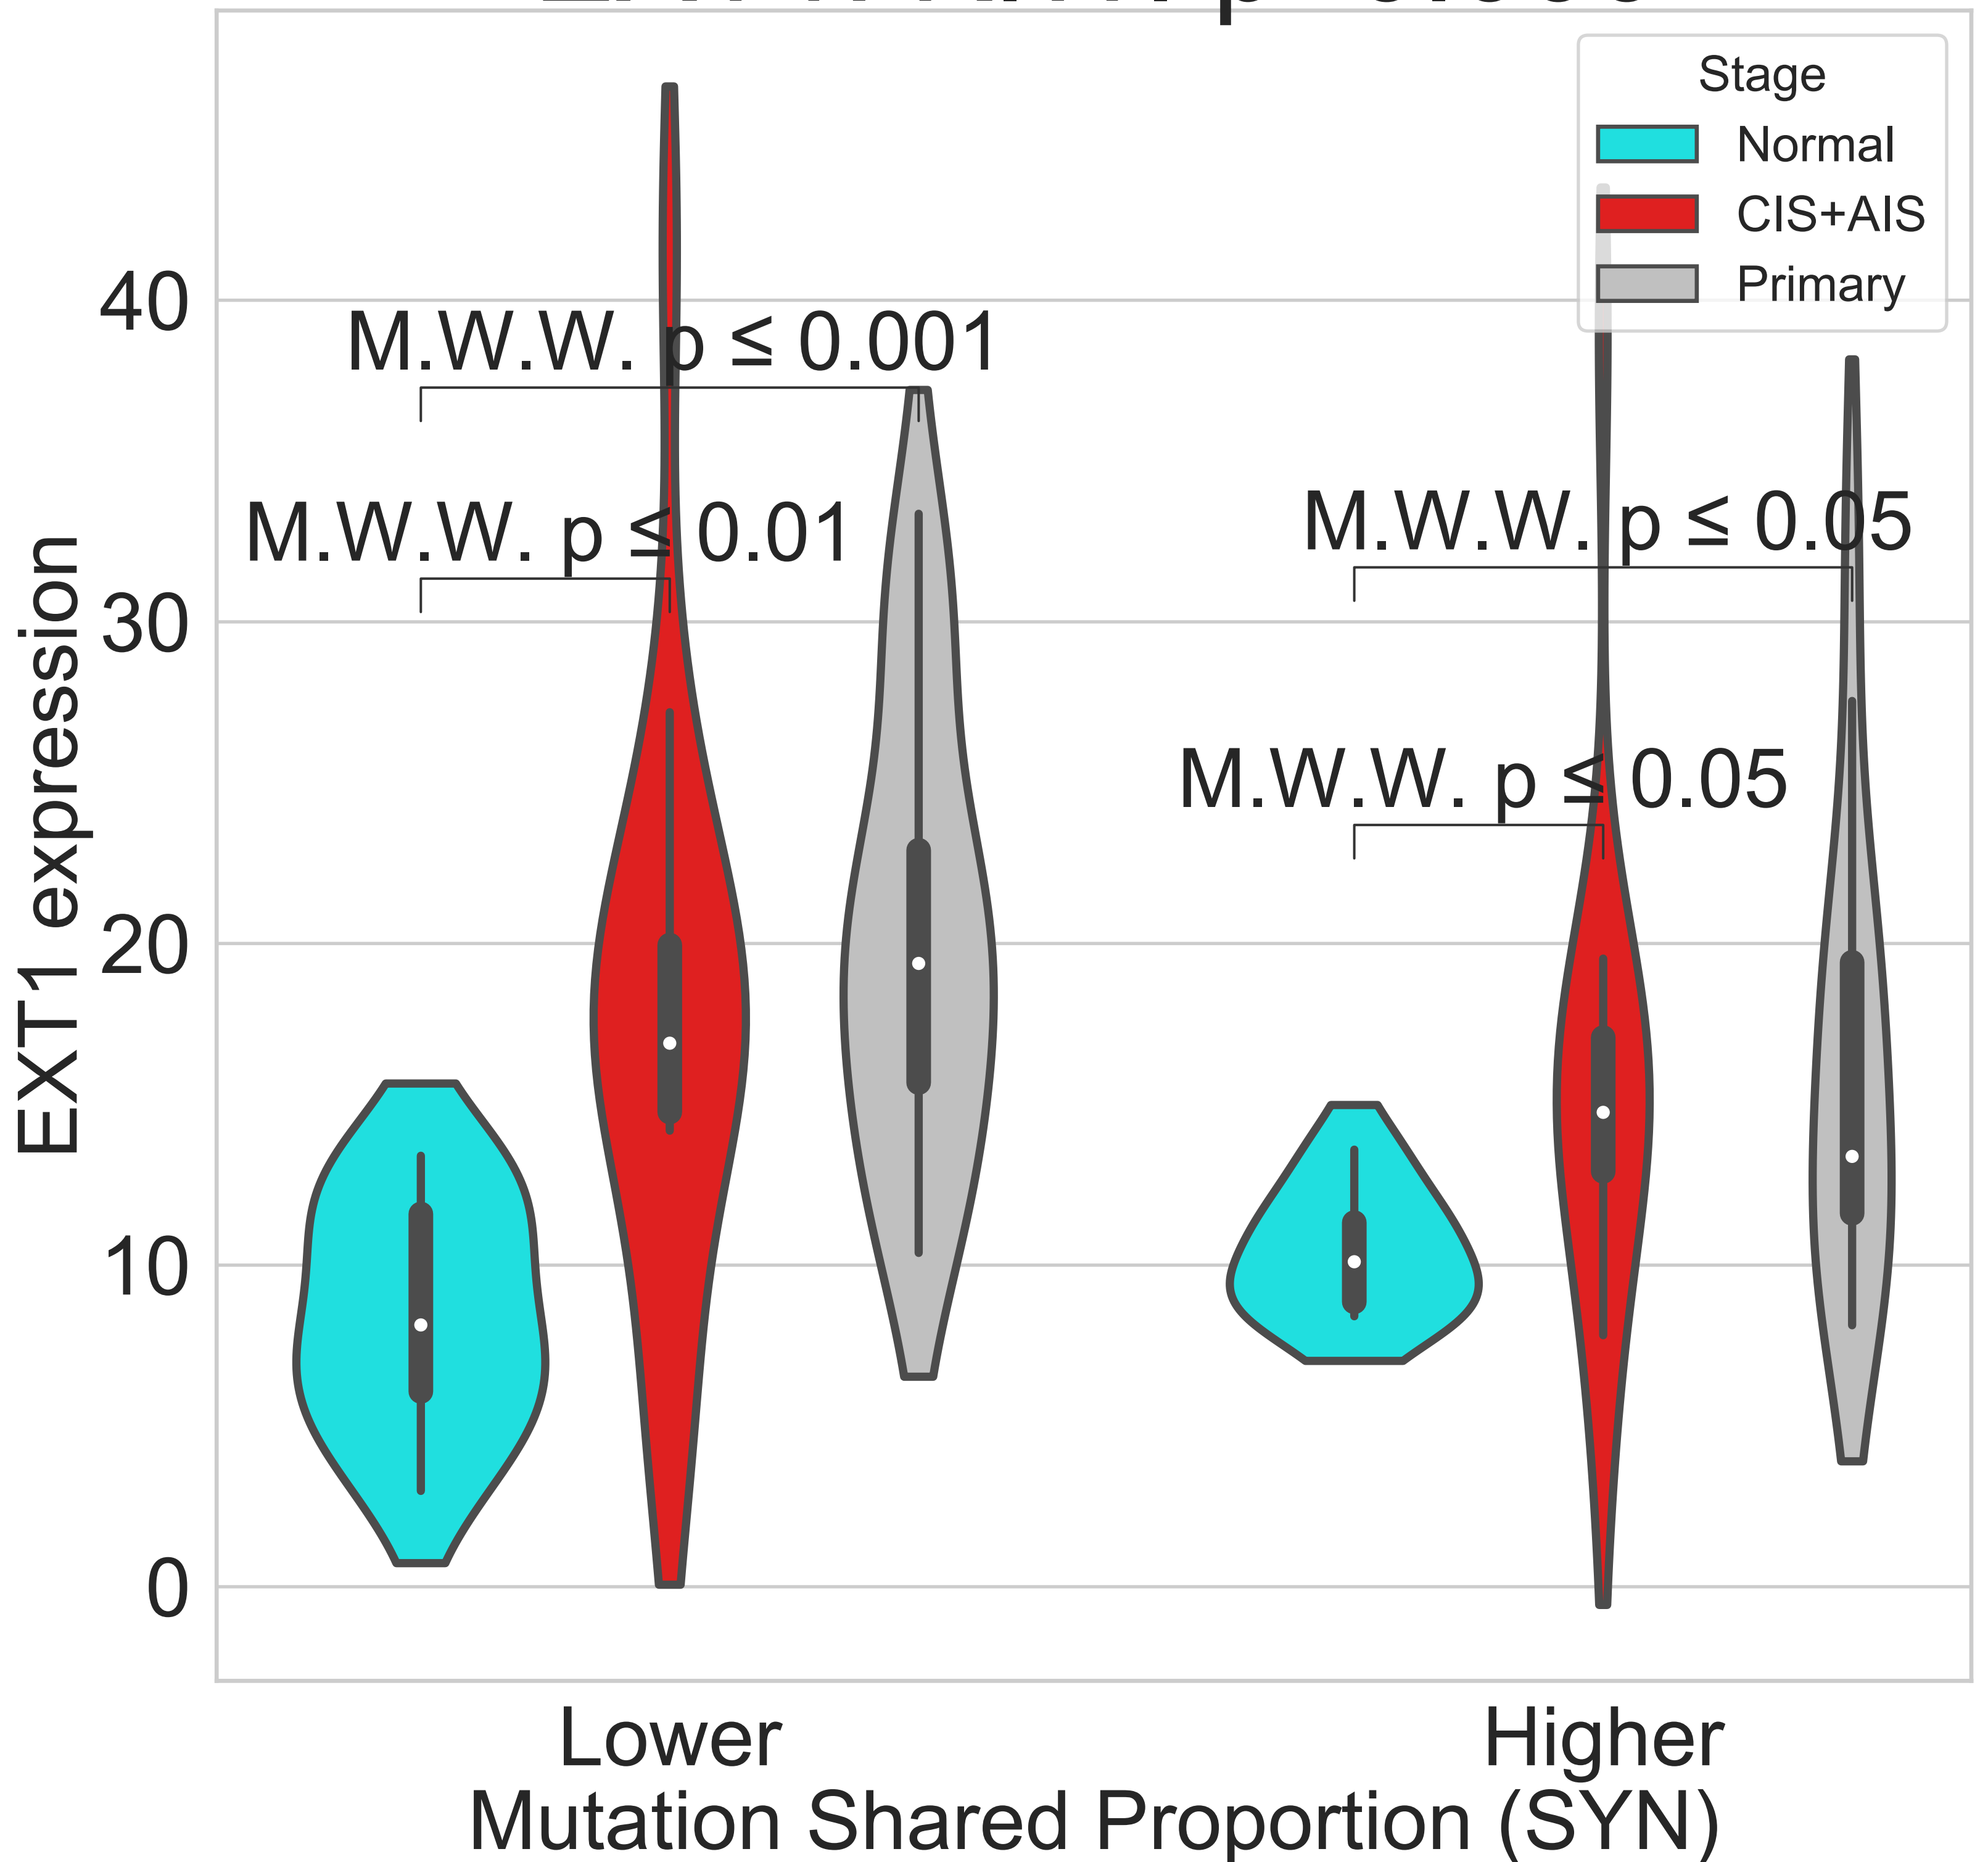 Stage
Normal
CIS+AIS
Primary
40
M.W.W. p ≤ 0.001
M.W.W. p ≤ 0.01
M.W.W. p ≤ 0.05
30
M.W.W. p ≤ 0.05
EXT1 expression
20
10
0
Lower
Higher
Mutation Shared Proportion (SYN)